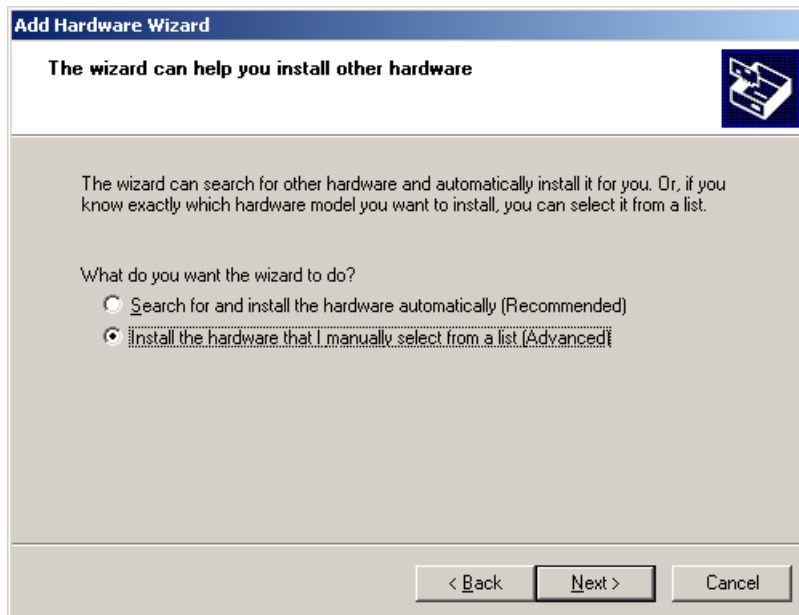 Add Hardware Wizard
The wizard can help you install other hardware
The wizard can search for other hardware and automatically install it for you. Or, if you
know exactly which hardware model you want to install, you can select it from a list.
What do you want the wizard to do?
Search for and install the hardware automatically (Recommended)
Install the hardware that I manually select from a list (Advanced)
< Back Next > Cancel